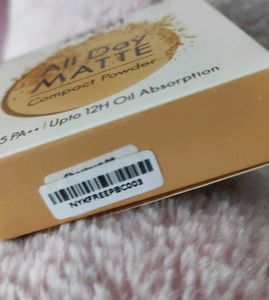 All Day
MATTE
Compact Powder
5 PA++ | Upto 12H Oil Absorption
NYKFREEPBC003